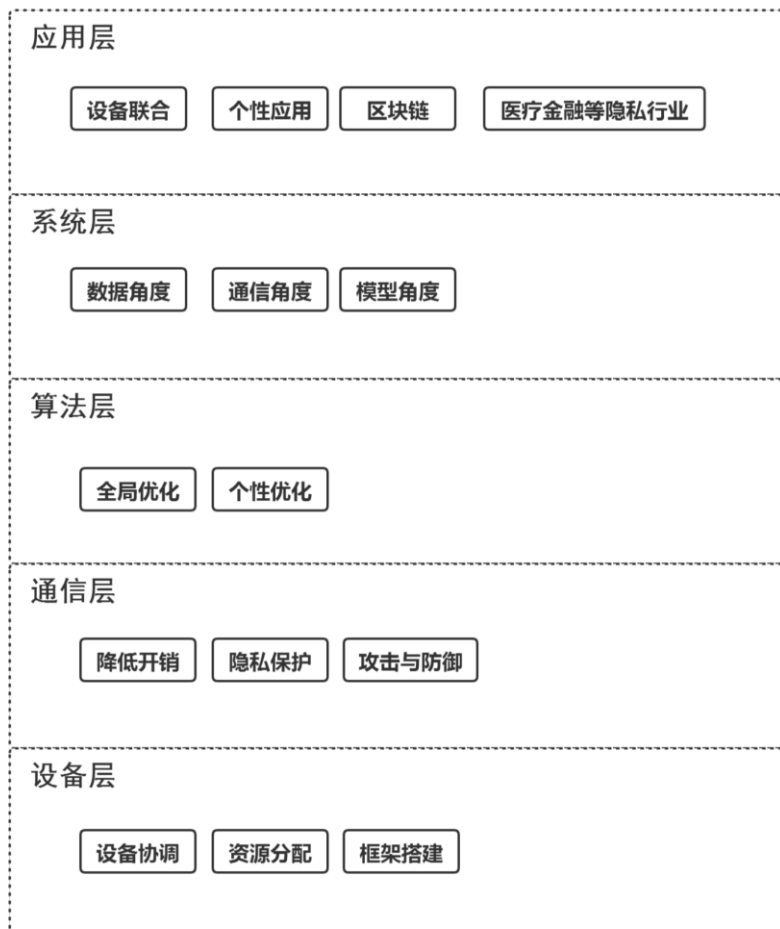 应用层
设备联合 个性应用 区块链 医疗金融等隐私行业
系统层
数据角度 通信角度 模型角度
算法层
全局优化 个性优化
通信层
降低开销 隐私保护 攻击与防御
设备层
设备协调 资源分配 框架搭建